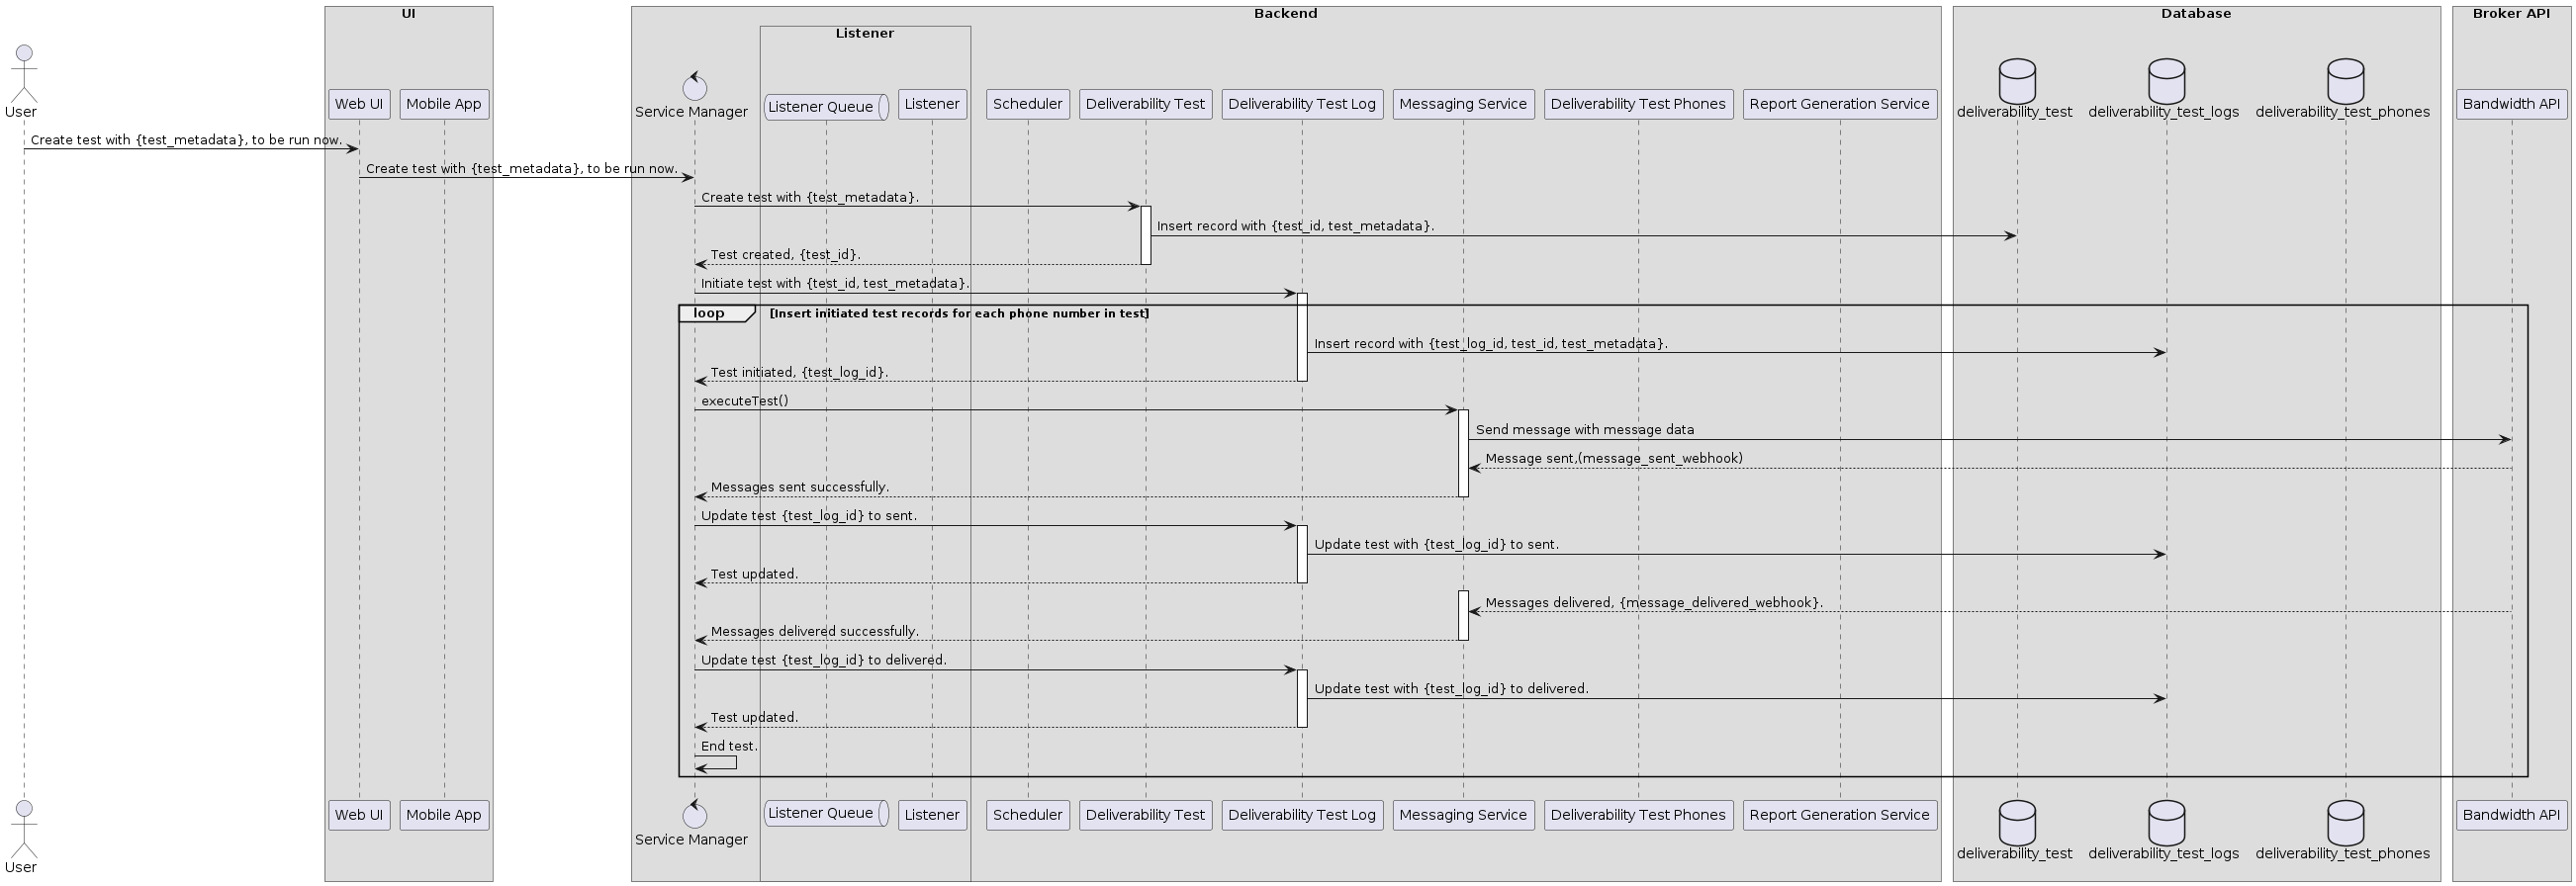 UI
Backend
Database
Broker API
Listener
User
Web UI
Mobile App
Service Manager
Listener Queue
Listener
Scheduler
Deliverability Test
Deliverability Test Log
Messaging Service
Deliverability Test Phones
Report Generation Service
deliverability_test
deliverability_test_logs
deliverability_test_phones
Bandwidth API
Create test with {test_metadata}, to be run now.
Create test with {test_metadata}, to be run now.
Create test with {test_metadata}.
Insert record with {test_id, test_metadata}.
Test created, {test_id}.
Initiate test with {test_id, test_metadata}.
loop
[Insert initiated test records for each phone number in test]
Insert record with {test_log_id, test_id, test_metadata}.
Test initiated, {test_log_id}.
executeTest()
Send message with message data
Message sent,(message_sent_webhook)
Messages sent successfully.
Update test {test_log_id} to sent.
Update test with {test_log_id} to sent.
Test updated.
Messages delivered, {message_delivered_webhook}.
Messages delivered successfully.
Update test {test_log_id} to delivered.
Update test with {test_log_id} to delivered.
Test updated.
End test.
User
Web UI
Mobile App
Service Manager
Listener Queue
Listener
Scheduler
Deliverability Test
Deliverability Test Log
Messaging Service
Deliverability Test Phones
Report Generation Service
deliverability_test
deliverability_test_logs
deliverability_test_phones
Bandwidth API